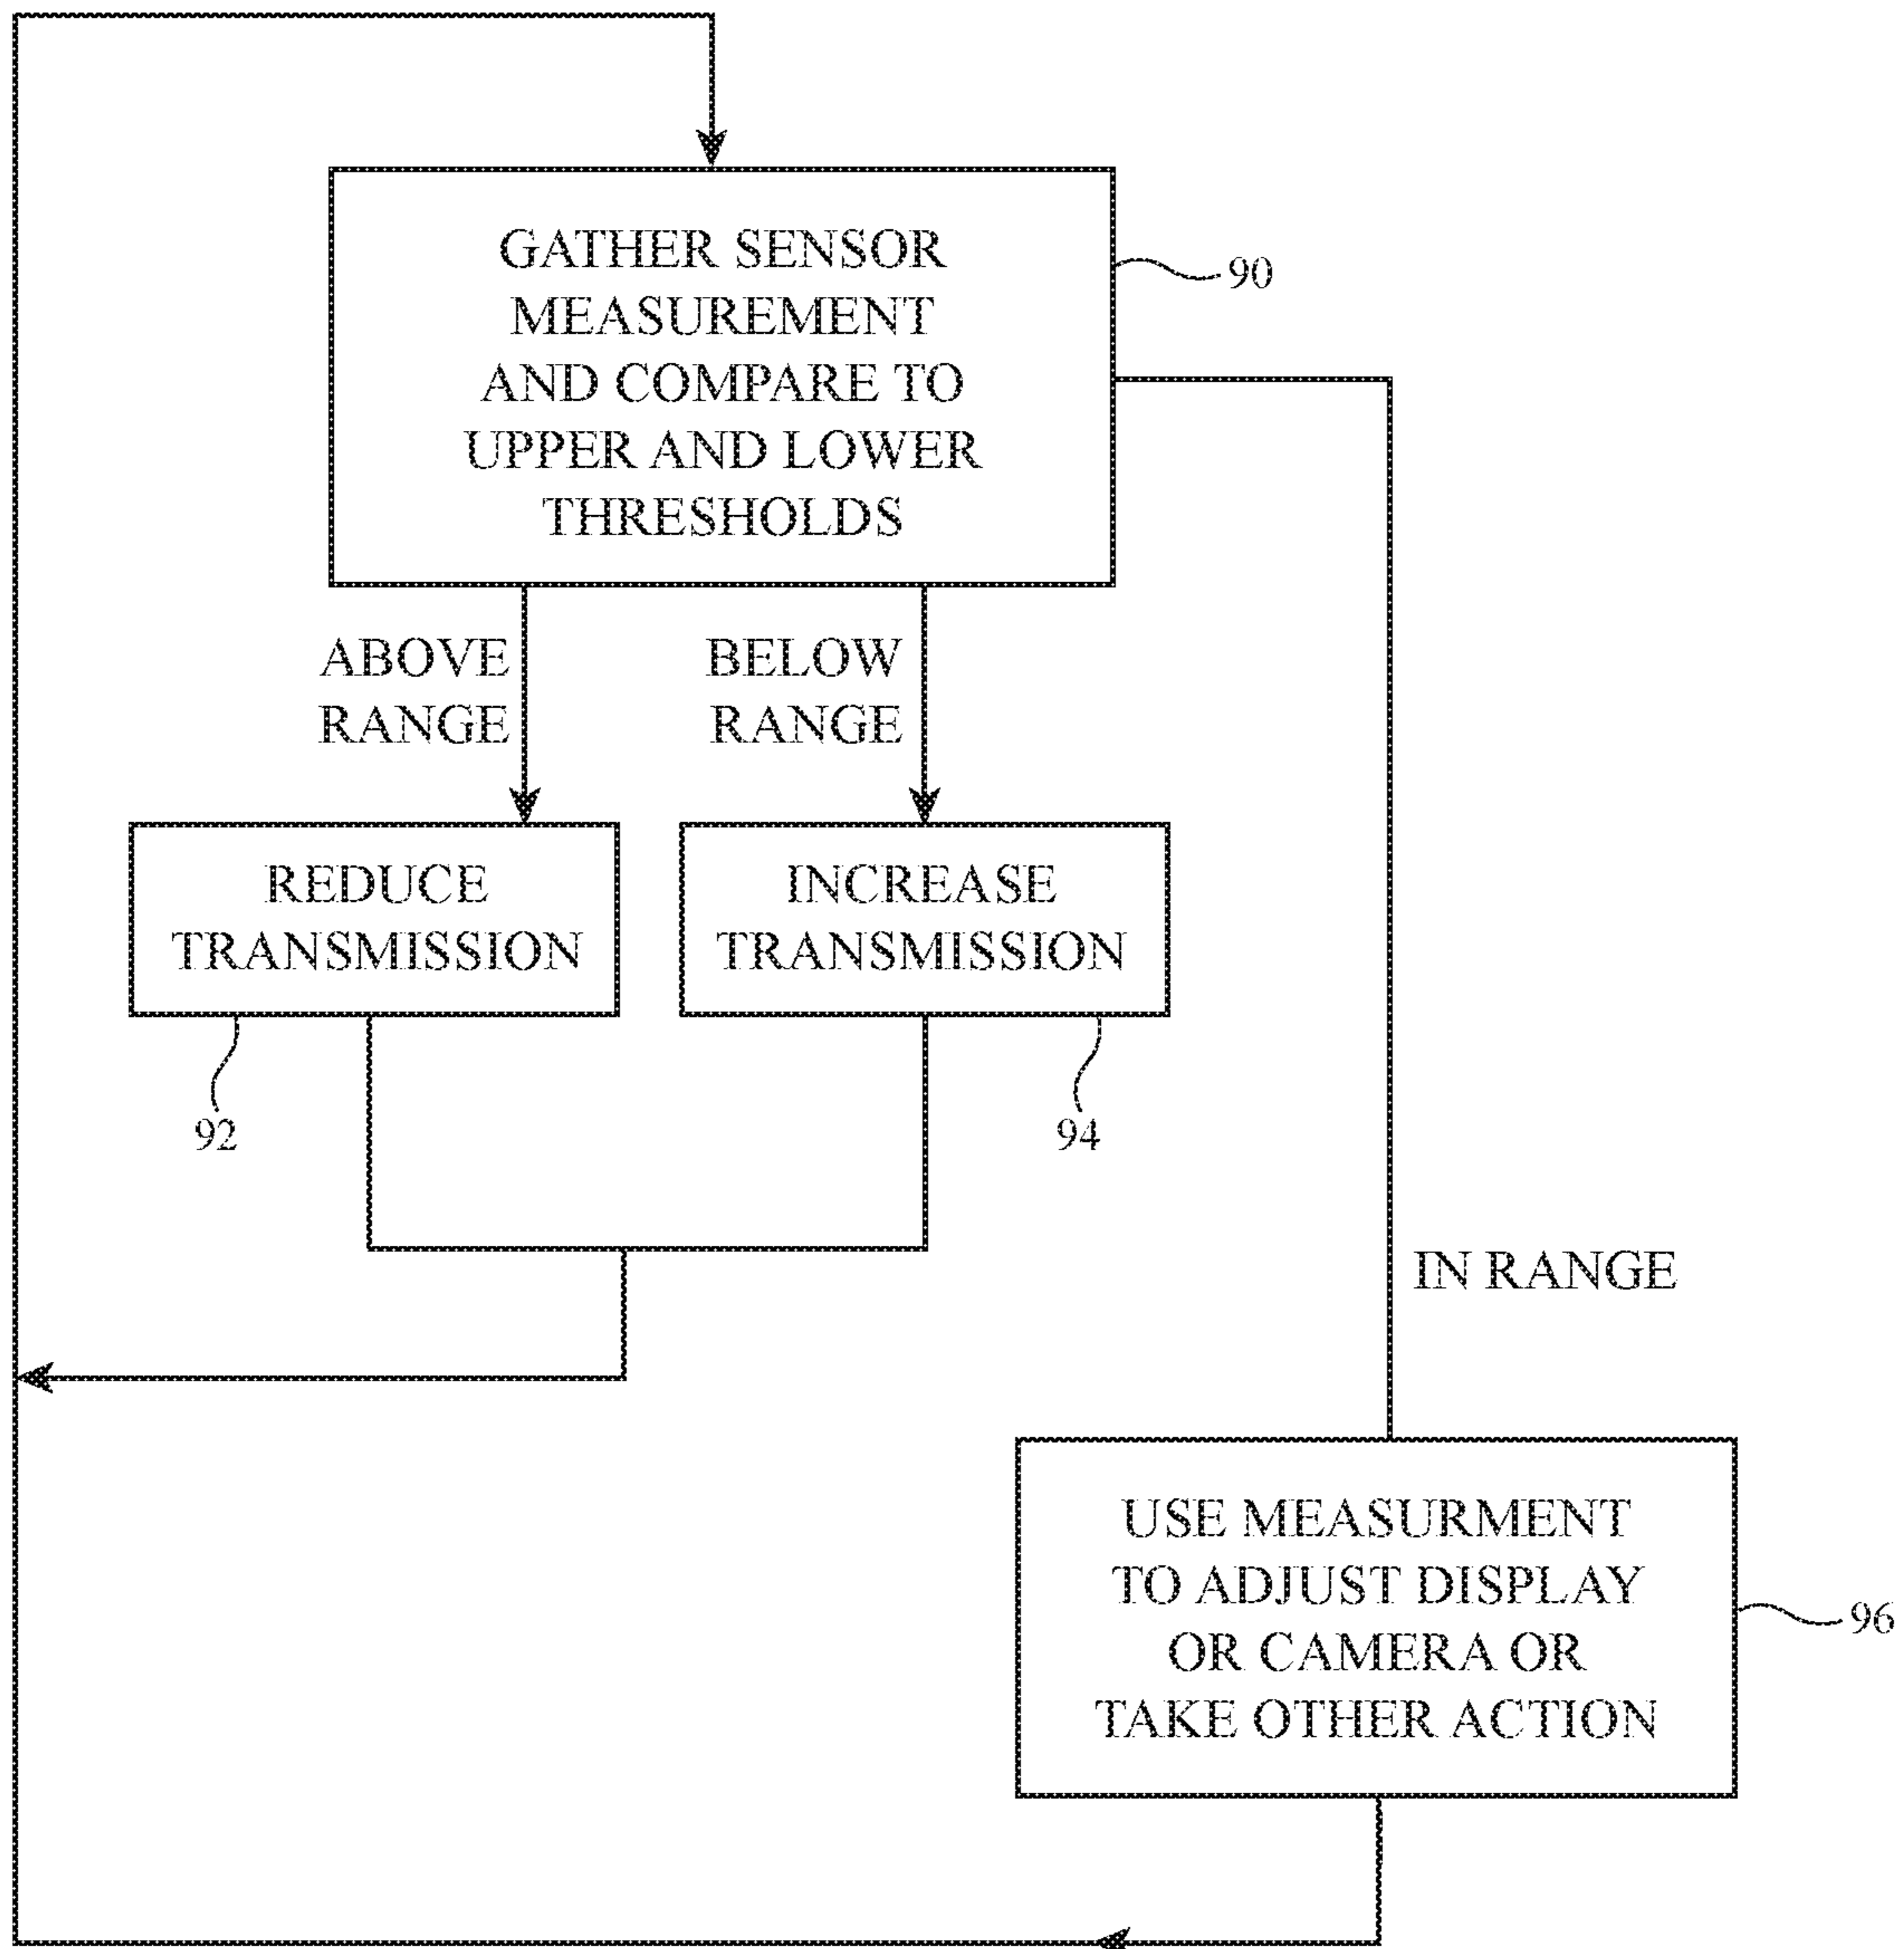 GATHER SENSOR
MEASUREMENT
AND COMPARE TO
UPPER AND LOWER
THRESHOLDS
90
ABOVE
RANGE
BELOW
RANGE
REDUCE
TRANSMISSION
INCREASE
TRANSMISSION
92
94
IN RANGE
USE MEASURMENT
TO ADJUST DISPLAY
OR CAMERA OR
TAKE OTHER ACTION
96